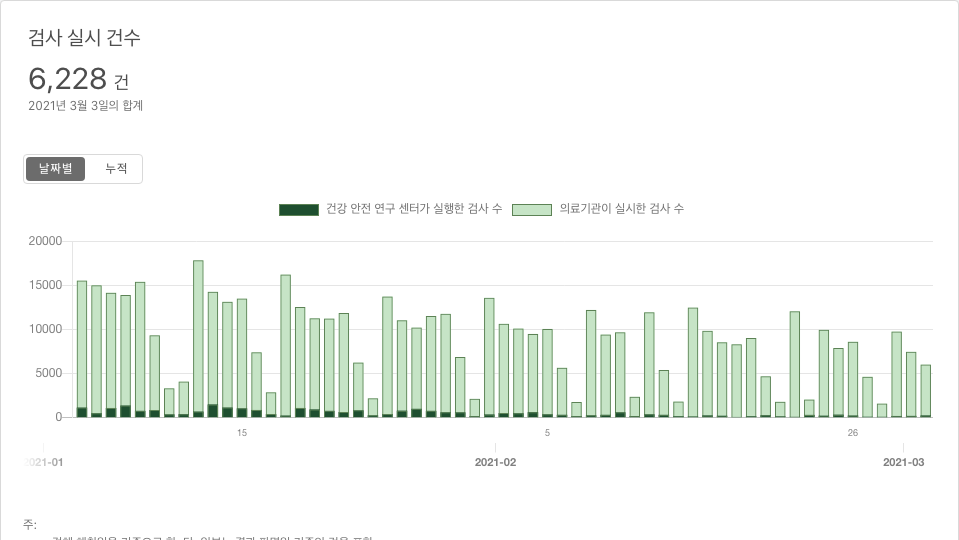 검사 실시 건수
6,228 건
2021년 3월 3일의 합계
날짜별 누적
건강 안전 연구 센터가 실행한 검사 수 의료기관이 실시한 검사 수
20000
15000
10000
5000
0
15 5 26
2021-01 2021-02 2021-03
주: